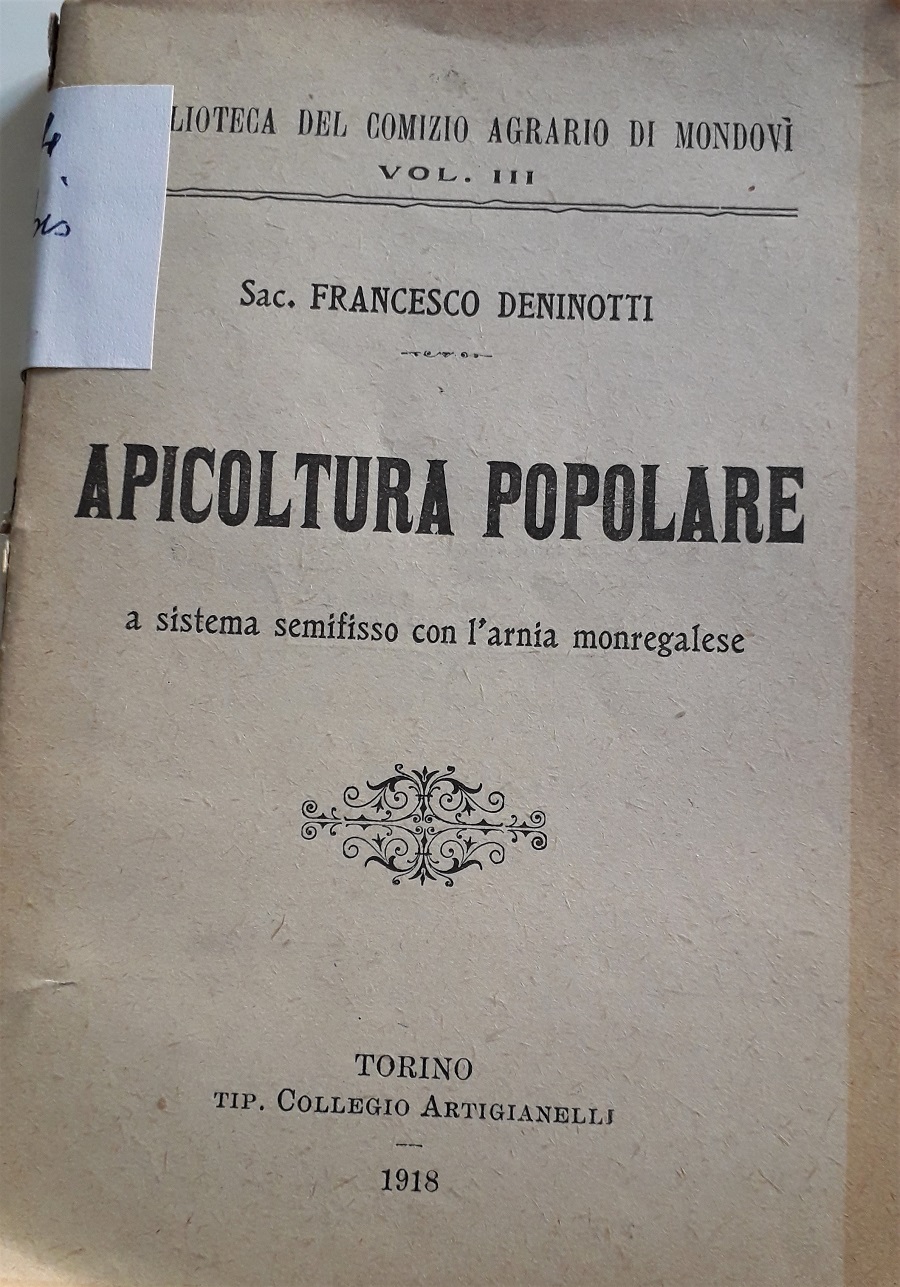 LIOTECA DEL COMIZIO AGRARIO DI MONDOVÌ
VOL. III
Sac. FRANCESCO DENINOTTI
APICOLTURA POPOLARE
a sistema semifisso con l'arnia monregalese
TORINO
TIP. COLLEGIO ARTIGIANELLI
1918